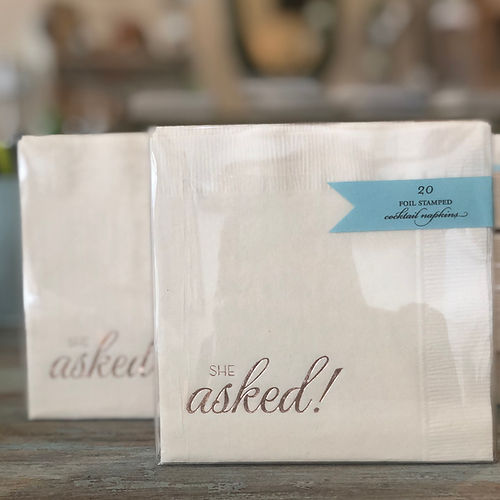 20
FOIL STAMPED
cocktail napkins
SHE
asked!
SHE
asked!